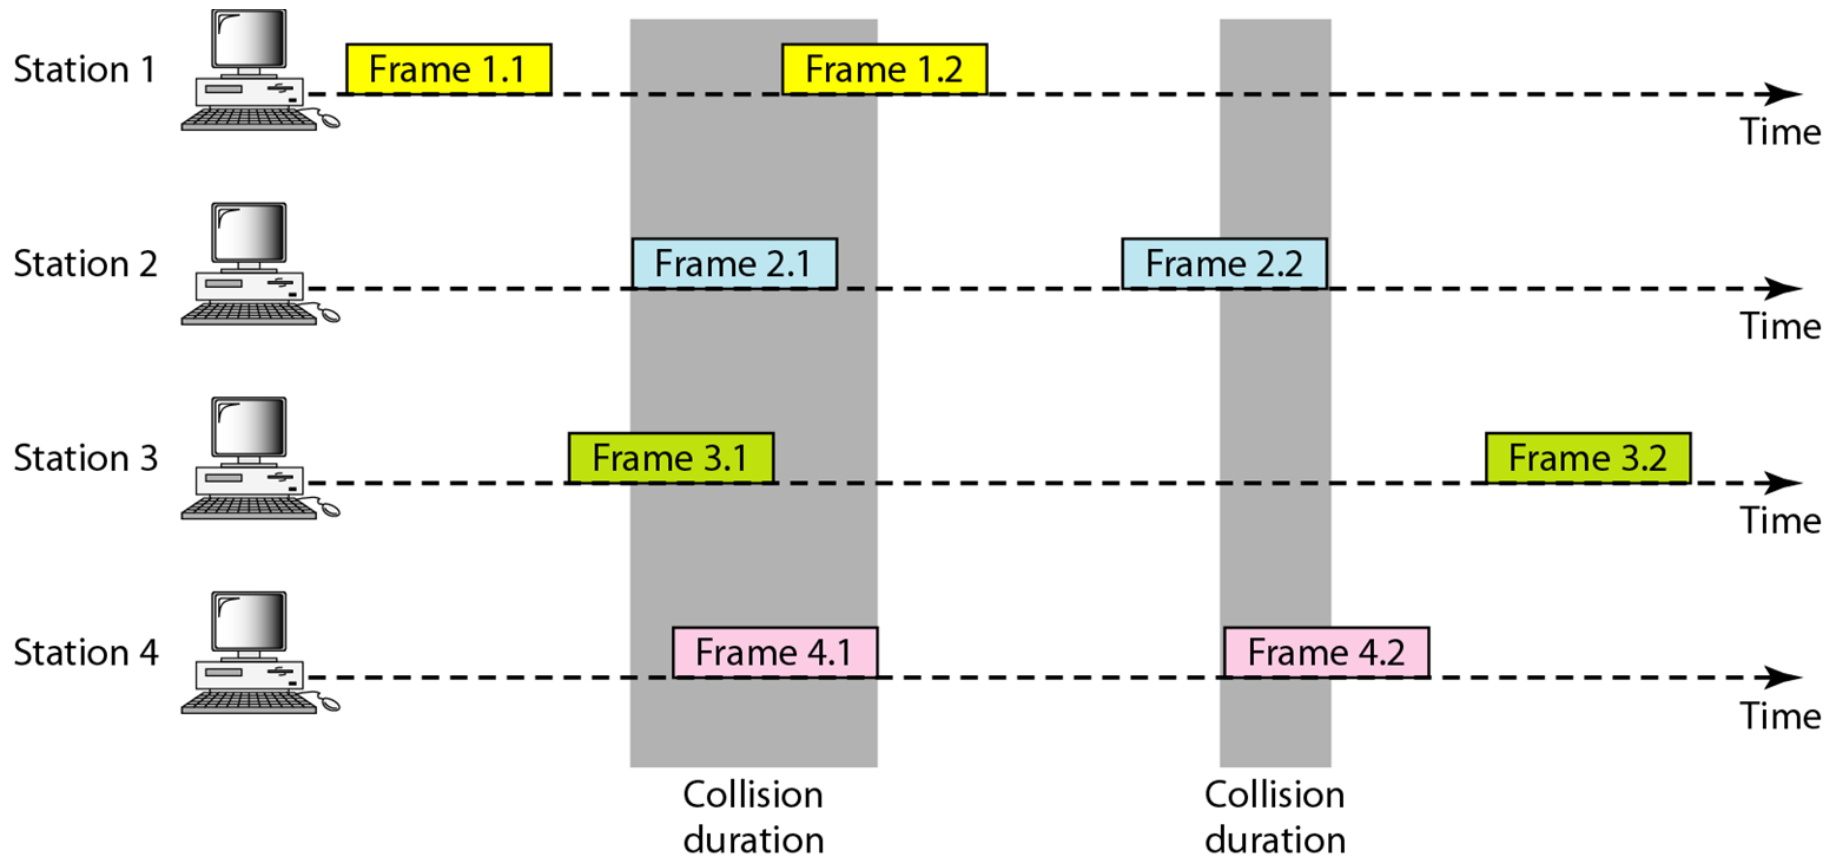 Station 1
Frame 1.1
Frame 1.2
Time
Station 2
Frame 2.1
Frame 2.2
Time
Station 3
Frame 3.1
Frame 3.2
Time
Station 4
Frame 4.1
Frame 4.2
Time
Collision
duration
Collision
duration